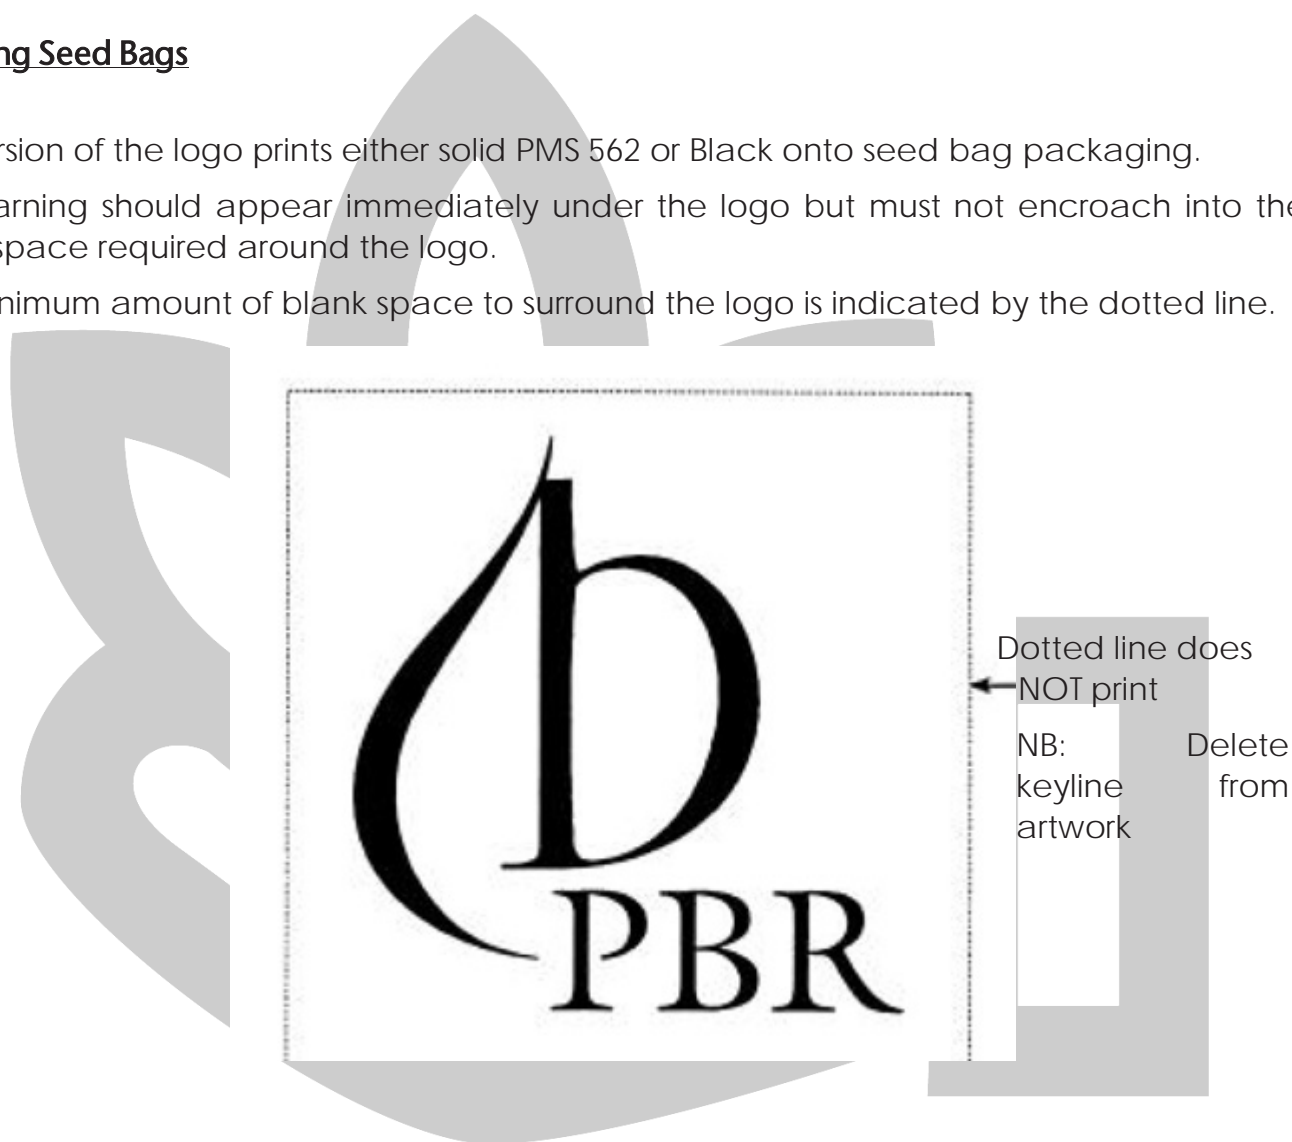 ng Seed Bags
rsion of the logo prints either solid PMS 562 or Black onto seed bag packaging.
arning should appear immediately under the logo but must not encroach into the
space required around the logo.
nimum amount of blank space to surround the logo is indicated by the dotted line.
Dotted line does
NOT print
NB: Delete
keyline from
artwork
PBR